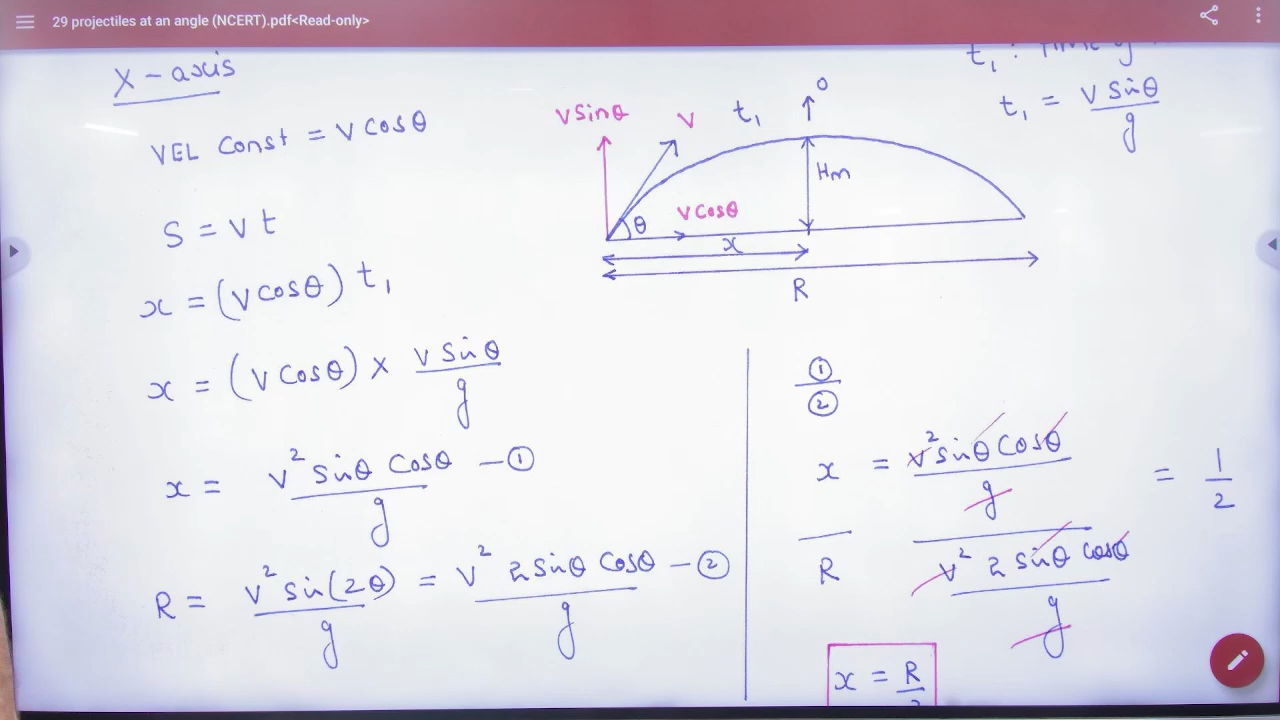 29 projectiles at an angle (NCERT).pdf<Read-only>
X - axis
VEL Const = V Cos θ
S = V t
x = (V Cos θ) t₁
x = (V Cos θ) × V Sin θ / g
x = V² Sin θ Cos θ / g — ①
R = V² Sin(2θ) / g = V² 2 Sin θ Cos θ / g — ②
t₁ :
t₁ = V Sin θ / g
V Sin θ
V
t₁
0
Hm
θ
V Cos θ
x
R
① / ②
x / R = V² Sin θ Cos θ / g / V² 2 Sin θ Cos θ / g = 1 / 2
x = R / 2